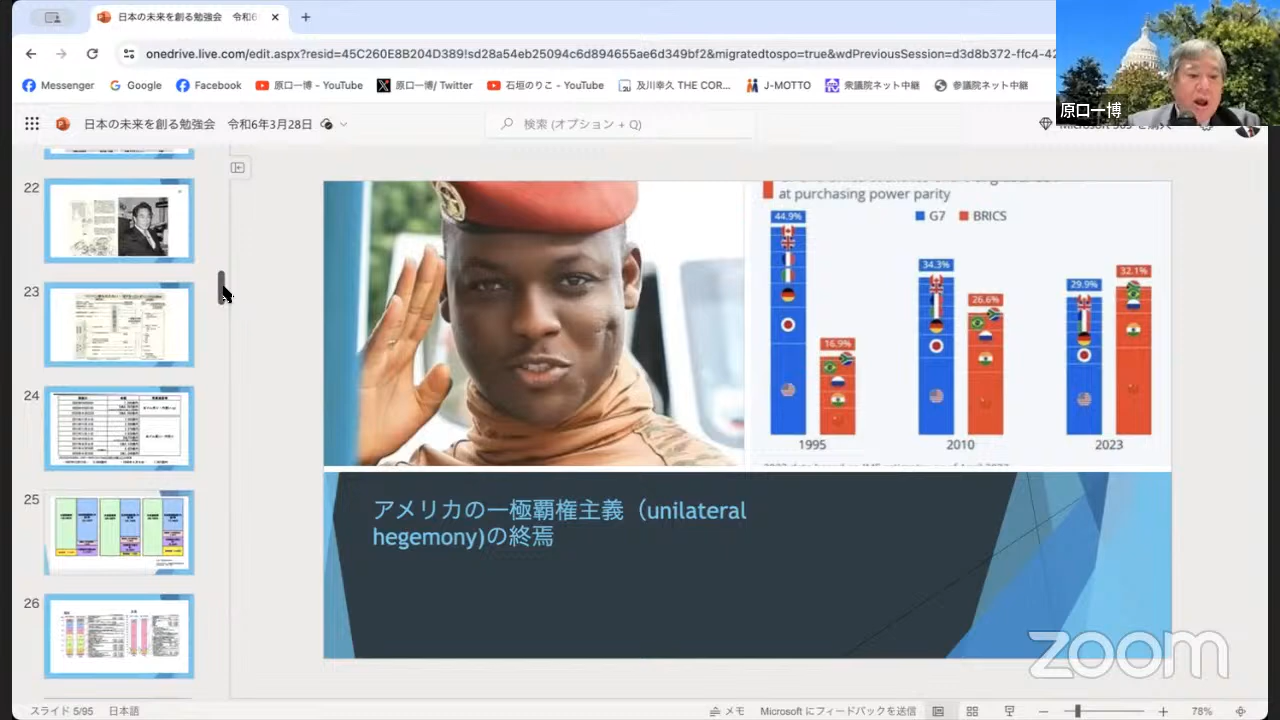 日本の未来を創る勉強会　令和6
onedrive.live.com/edit.aspx?resid=45C260E8B204D389!sd28a54eb25094c6d894655ae6d349bf2&migratedtospo=true&wdPreviousSession=d3d8b372-ffc4-42
Messenger
Google
Facebook
原口一博 - YouTube
原口一博/ Twitter
石垣のりこ - YouTube
及川幸久 THE COR...
J-MOTTO
衆議院ネット中継
参議院ネット中継
原口一博
日本の未来を創る勉強会　令和6年3月28日
検索 (オプション + Q)
22
23
24
25
26
at purchasing power parity
G7
BRICS
44.9%
16.9%
34.3%
26.6%
29.9%
32.1%
1995
2010
2023
アメリカの一極覇権主義（unilateral
hegemony)の終焉
zoom
スライド 5/95
日本語
メモ
Microsoft にフィードバックを送信
78%